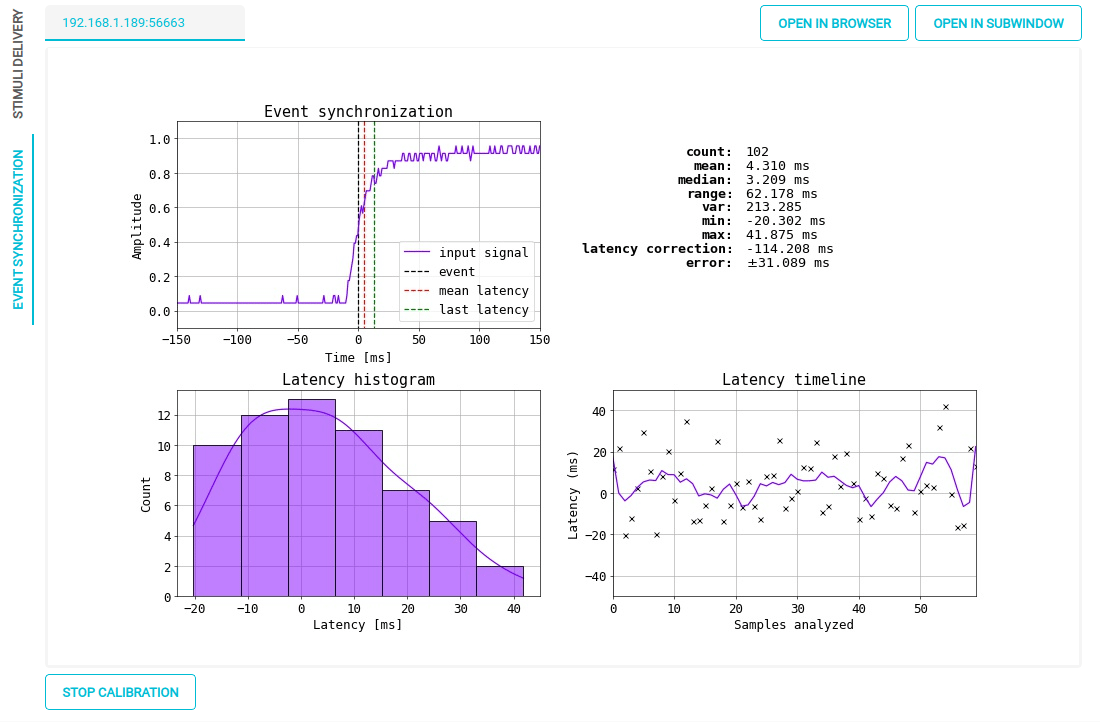 STIMULI DELIVERY
EVENT SYNCHRONIZATION
192.168.1.189:56663
OPEN IN BROWSER
OPEN IN SUBWINDOW
Event synchronization
Amplitude
1.0
0.8
0.6
0.4
0.2
0.0
input signal
event
mean latency
last latency
−150 −100 −50 0 50 100 150
Time [ms]
count: 102
mean: 4.310 ms
median: 3.209 ms
range: 62.178 ms
var: 213.285
min: -20.302 ms
max: 41.875 ms
latency correction: -114.208 ms
error: ±31.089 ms
Latency histogram
Count
12
10
8
6
4
2
0
−20 −10 0 10 20 30 40
Latency [ms]
Latency timeline
Latency (ms)
40
20
0
−20
−40
0 10 20 30 40 50
Samples analyzed
STOP CALIBRATION